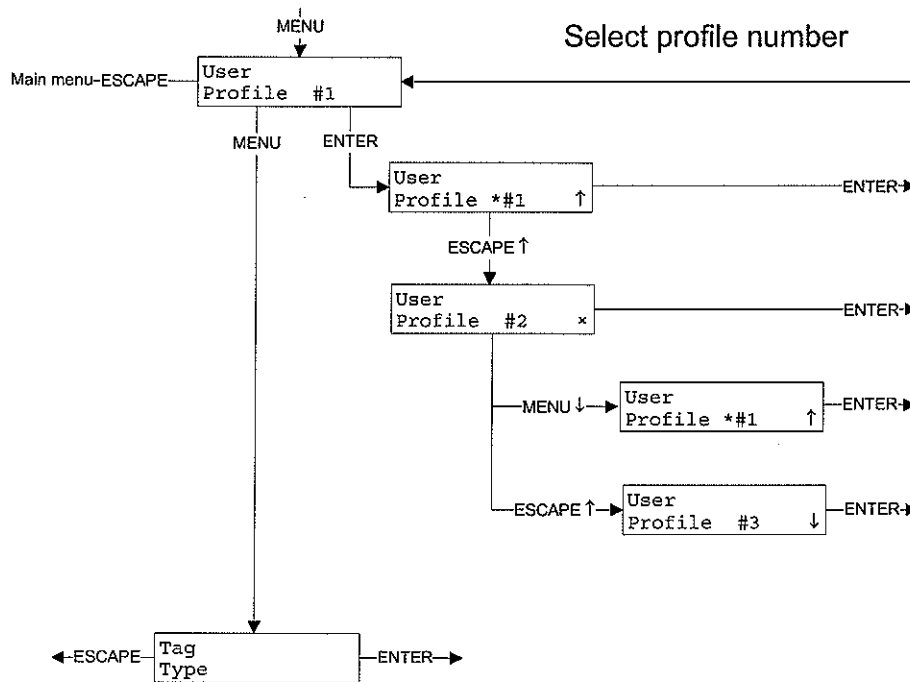 MENU
Select profile number
Main menu-ESCAPE
User
Profile #1
MENU ENTER
User
Profile *#1 ↑
ENTER
ESCAPE ↑
User
Profile #2 ×
ENTER
MENU ↓
User
Profile *#1 ↑
ENTER
ESCAPE ↑
User
Profile #3 ↓
ENTER
ESCAPE
Tag
Type
ENTER